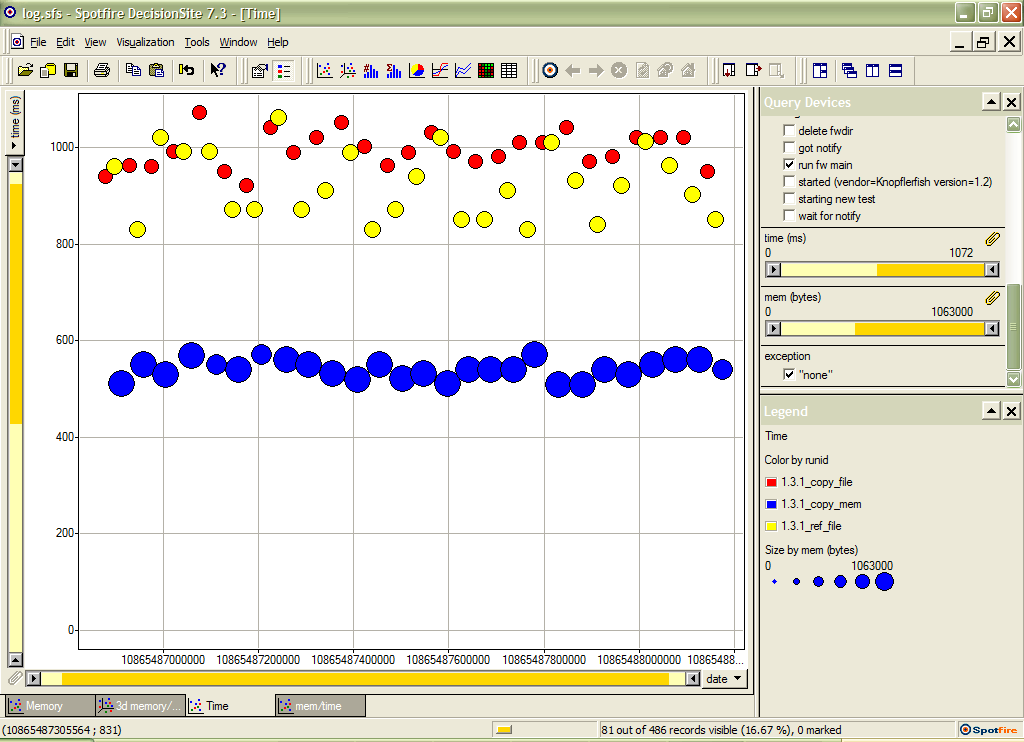 log.sfs - Spotfire DecisionSite 7.3 - [Time]
File Edit View Visualization Tools Window Help
time (ms)
1000
800
600
400
200
0
10865487000000 10865487200000 10865487400000 10865487600000 10865487800000 10865488000000 1086548​8...
date
Memory 3d memory/... Time mem/time
(10865487305564 ; 831)
81 out of 486 records visible (16.67 %), 0 marked
Spotfire
Query Devices
delete fwdir
got notify
run fw main
started (vendor=Knopflerfish version=1.2)
starting new test
wait for notify
time (ms)
0 1072
mem (bytes)
0 1063000
exception
"none"
Legend
Time
Color by runid
1.3.1_copy_file
1.3.1_copy_mem
1.3.1_ref_file
Size by mem (bytes)
0 1063000